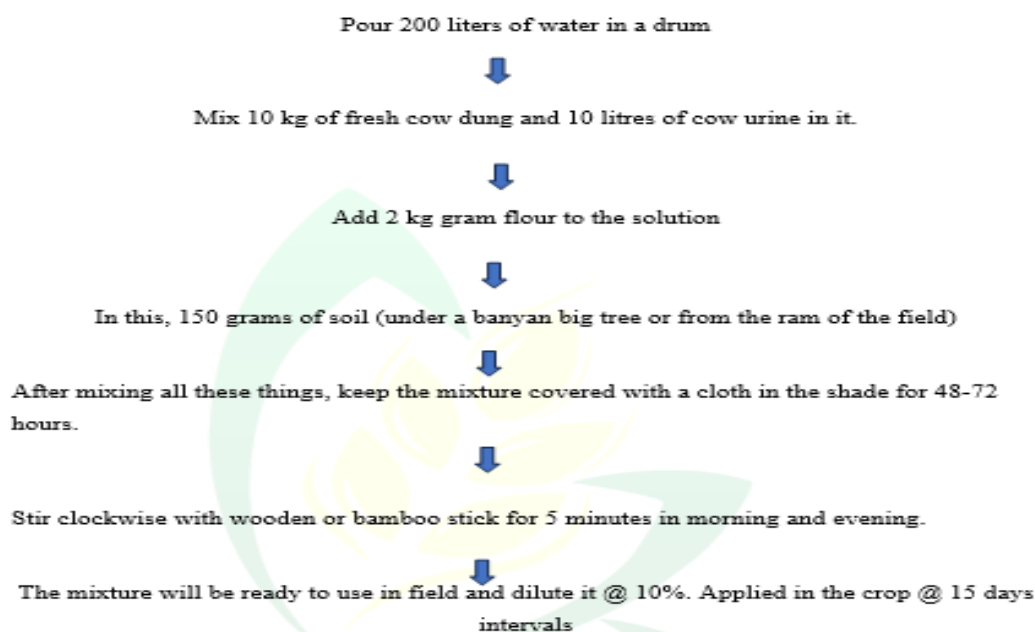 Pour 200 liters of water in a drum
Mix 10 kg of fresh cow dung and 10 litres of cow urine in it.
Add 2 kg gram flour to the solution
In this, 150 grams of soil (under a banyan big tree or from the ram of the field)
After mixing all these things, keep the mixture covered with a cloth in the shade for 48-72
hours.
Stir clockwise with wooden or bamboo stick for 5 minutes in morning and evening.
The mixture will be ready to use in field and dilute it @ 10%. Applied in the crop @ 15 days
intervals